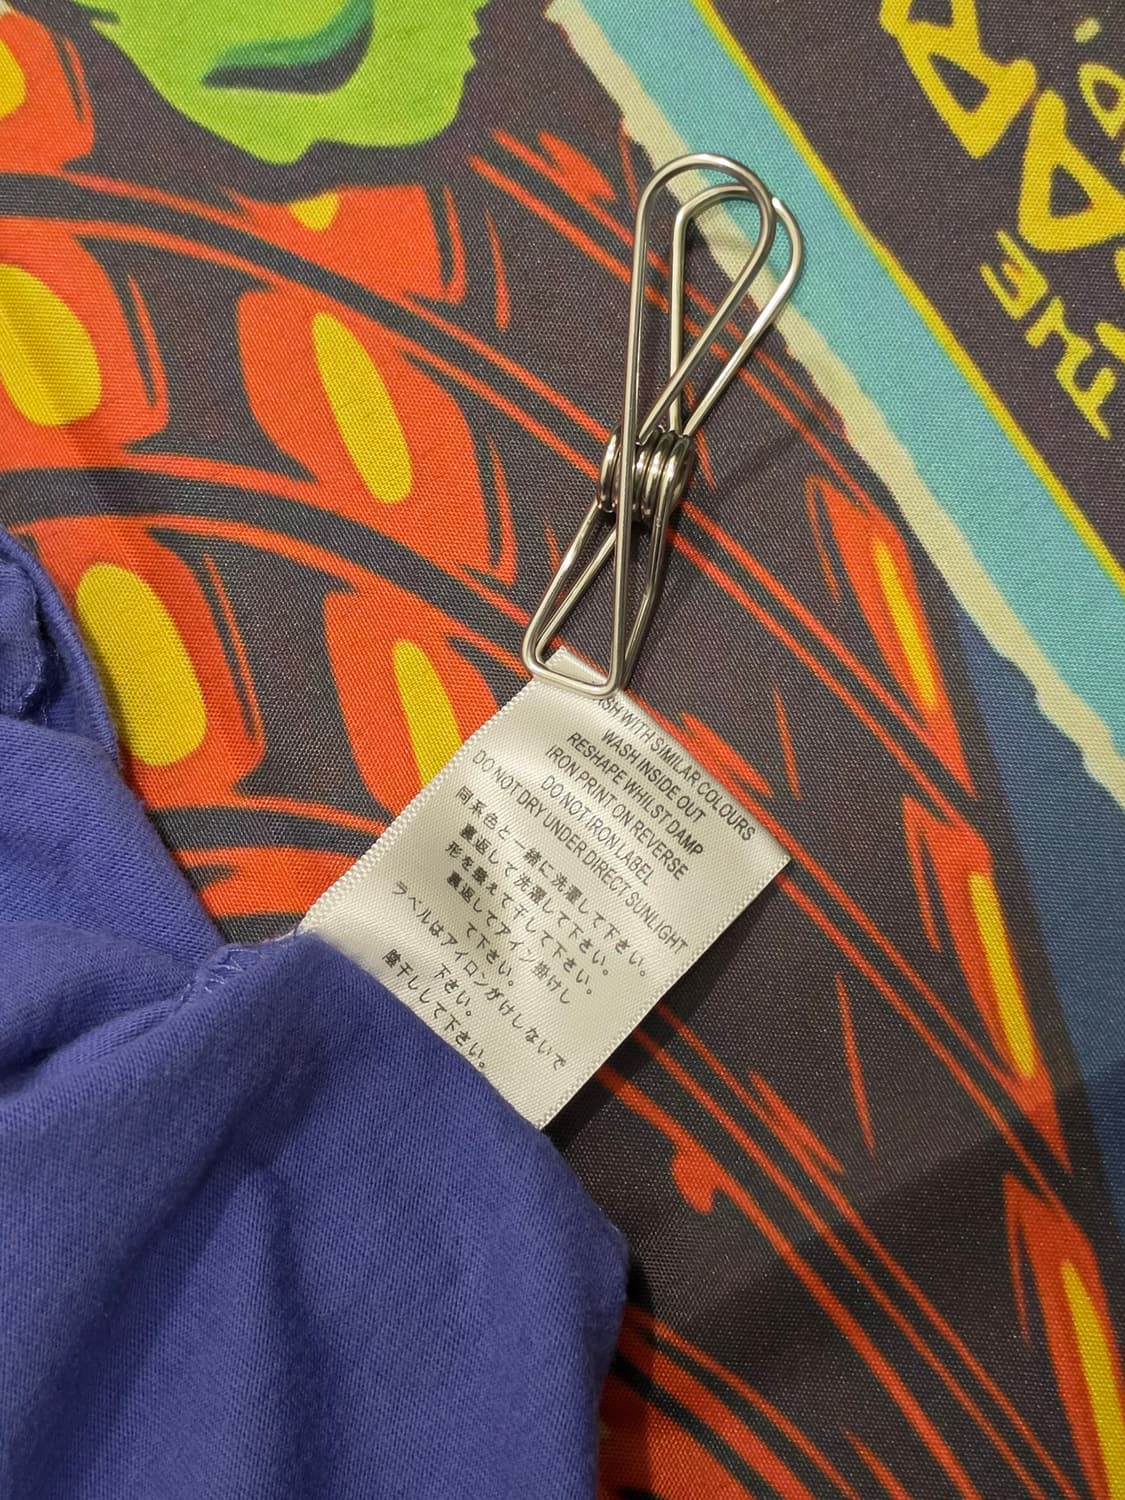 SH WITH SIMILAR COLOURS
WASH INSIDE OUT
RESHAPE WHILST DAMP
IRON PRINT ON REVERSE
DO NOT IRON LABEL
DO NOT DRY UNDER DIRECT SUNLIGHT
同系色と一緒に洗濯して下さい。
裏返して洗濯して下さい。
形を整えて干して下さい。
裏返してアイン掛けし
て下さい。
ラベルはアイロンがけしないで
下さい。
陰干しして下さい。
THE